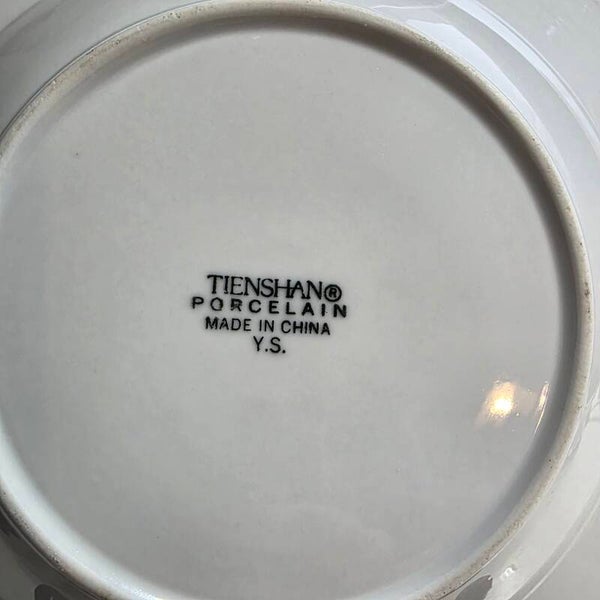 TIENSHAN®
PORCELAIN
MADE IN CHINA
Y.S.